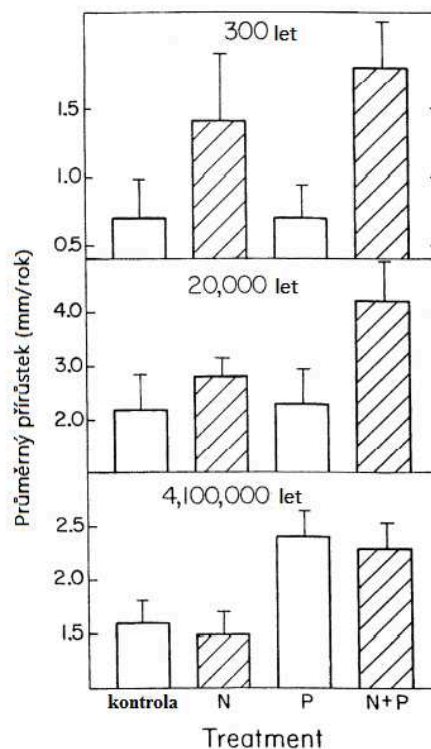 300 let
1.5
1.0
0.5
20,000 let
4.0
3.0
2.0
4,100,000 let
2.5
2.0
1.5
Průměrný přírůstek (mm/rok)
kontrola N P N+P
Treatment